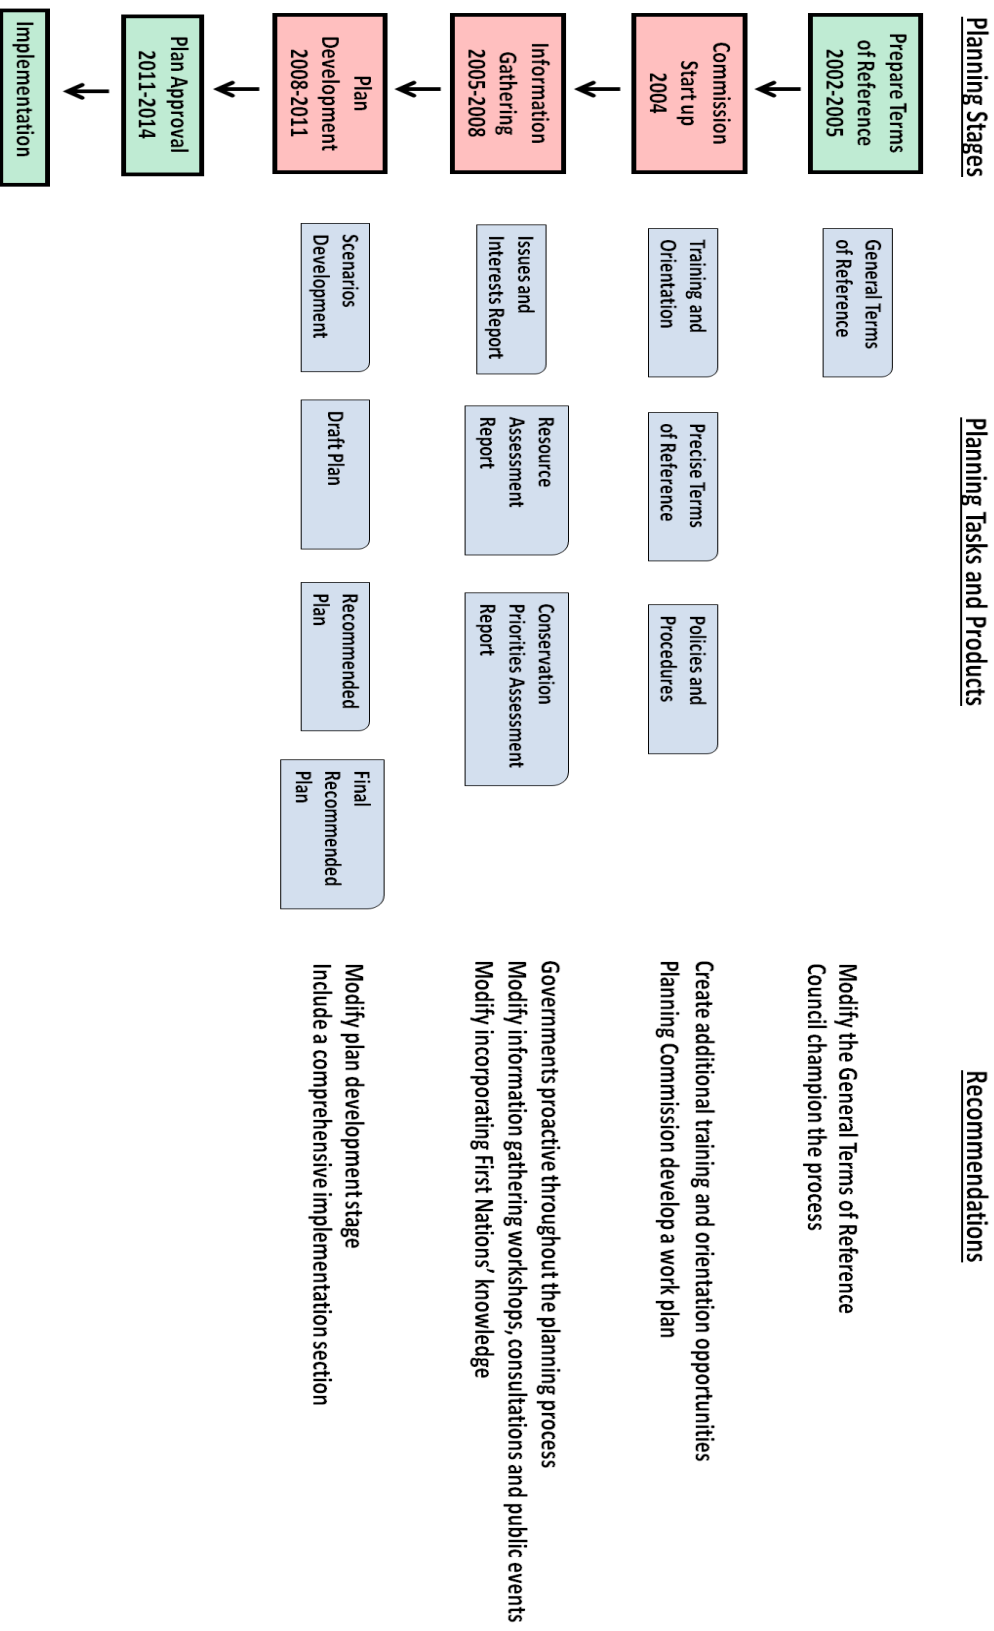 Planning Stages
Planning Tasks and Products
Recommendations
Prepare Terms
of Reference
2002-2005
General Terms
of Reference
Modify the General Terms of Reference
Council champion the process
Commission
Start up
2004
Training and
Orientation
Precise Terms
of Reference
Policies and
Procedures
Create additional training and orientation opportunities
Planning Commission develop a work plan
Information
Gathering
2005-2008
Issues and
Interests Report
Resource
Assessment
Report
Conservation
Priorities Assessment
Report
Governments proactive throughout the planning process
Modify information gathering workshops, consultations and public events
Modify incorporating First Nations’ knowledge
Plan
Development
2008-2011
Scenarios
Development
Draft Plan
Recommended
Plan
Final
Recommended
Plan
Modify plan development stage
Include a comprehensive implementation section
Plan Approval
2011-2014
Implementation